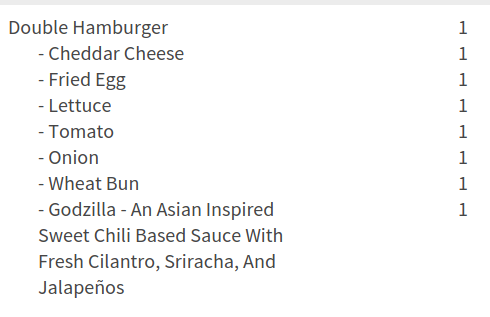 Double Hamburger 1
- Cheddar Cheese 1
- Fried Egg 1
- Lettuce 1
- Tomato 1
- Onion 1
- Wheat Bun 1
- Godzilla - An Asian Inspired 1
Sweet Chili Based Sauce With
Fresh Cilantro, Sriracha, And
Jalapeños